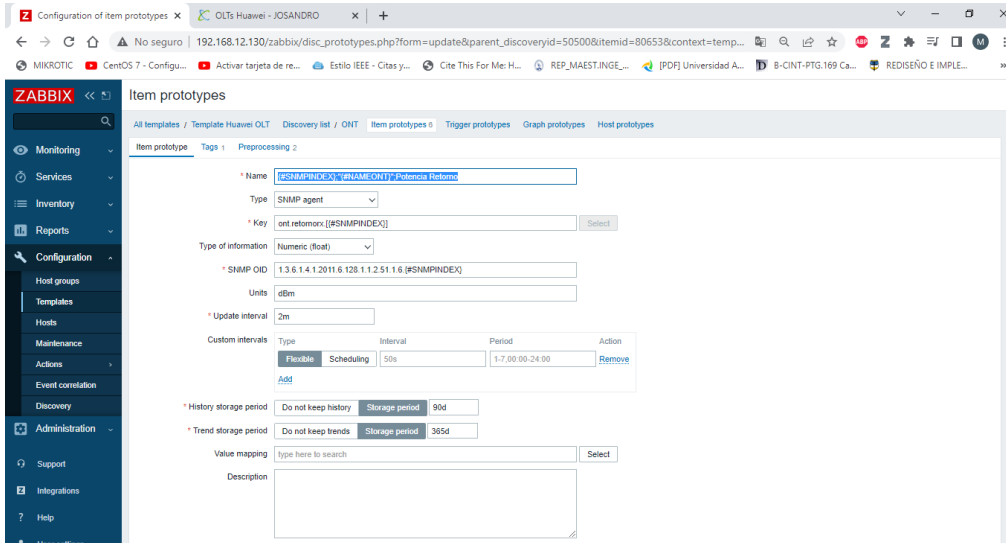 Configuration of item prototypes
OLTs Huawei - JOSANDRO
No seguro | 192.168.12.130/zabbix/disc_prototypes.php?form=update&parent_discoveryid=50500&itemid=80653&context=temp...
MIKROTIC
CentOS 7 - Configu...
Activar tarjeta de re...
Estilo IEEE - Citas y...
Cite This For Me: H...
REP_MAEST.INGE_...
[PDF] Universidad A...
B-CINT-PTG.169 Ca...
REDISEÑO E IMPLE...
ZABBIX
Item prototypes
All templates / Template Huawei OLT Discovery list / ONT Item prototypes 6 Trigger prototypes Graph prototypes Host prototypes
Item prototype Tags 1 Preprocessing 2
Monitoring
Services
Inventory
Reports
Configuration
Host groups
Templates
Hosts
Maintenance
Actions
Event correlation
Discovery
Administration
Support
Integrations
Help
* Name {#SNMPINDEX};"{#NAMEONT}";Potencia Retorno
Type SNMP agent
* Key ont.retornorx.[{#SNMPINDEX}] Select
Type of information Numeric (float)
* SNMP OID 1.3.6.1.4.1.2011.6.128.1.1.2.51.1.6.{#SNMPINDEX}
Units dBm
* Update interval 2m
Custom intervals Type Interval Period Action
Flexible Scheduling 50s 1-7,00:00-24:00 Remove
Add
* History storage period Do not keep history Storage period 90d
* Trend storage period Do not keep trends Storage period 365d
Value mapping type here to search Select
Description